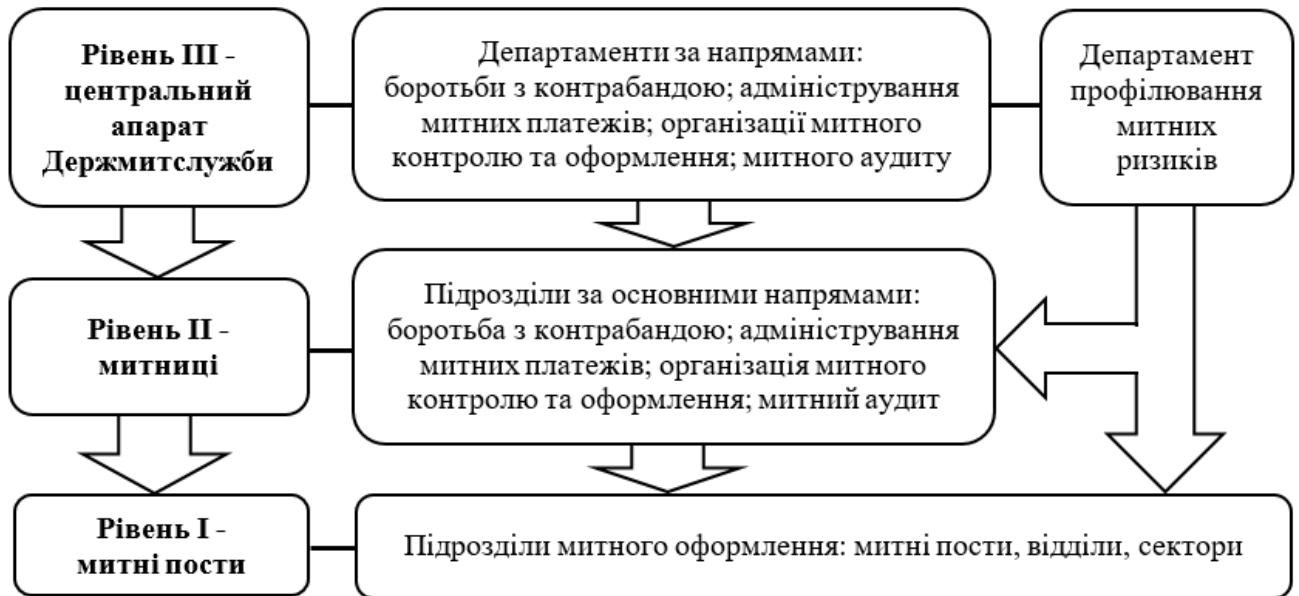 Рівень III -
центральний
апарат
Держмитслужби
Департаменти за напрямами:
боротьби з контрабандою; адміністрування
митних платежів; організації митного
контролю та оформлення; митного аудиту
Департамент
профілювання
митних
ризиків
Рівень II -
митниці
Підрозділи за основними напрямами:
боротьба з контрабандою; адміністрування
митних платежів; організація митного
контролю та оформлення; митний аудит
Рівень I -
митні пости
Підрозділи митного оформлення: митні пости, відділи, сектори